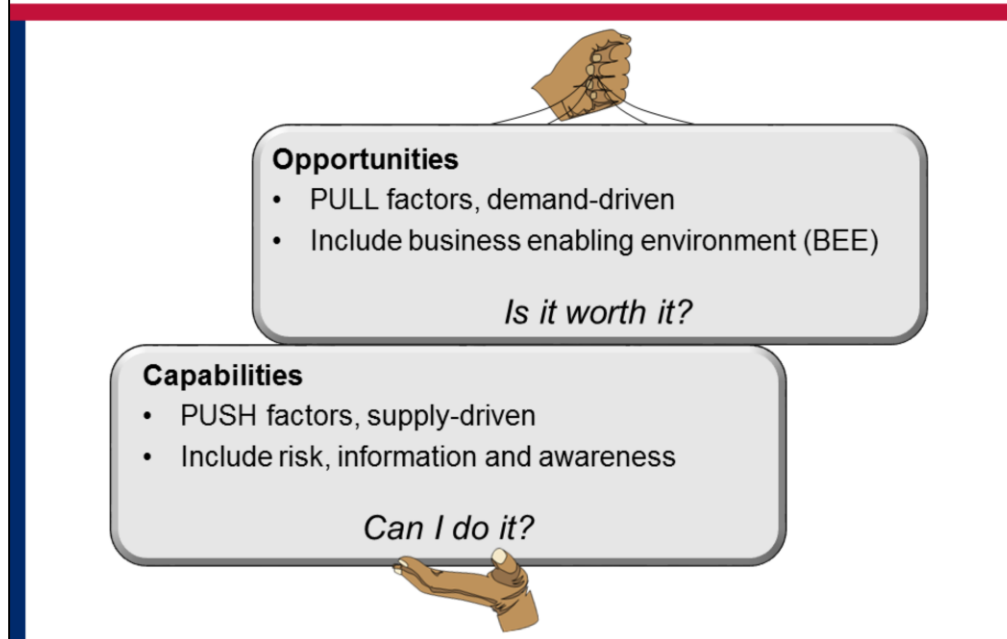 Opportunities
• PULL factors, demand-driven
• Include business enabling environment (BEE)
Is it worth it?
Capabilities
• PUSH factors, supply-driven
• Include risk, information and awareness
Can I do it?